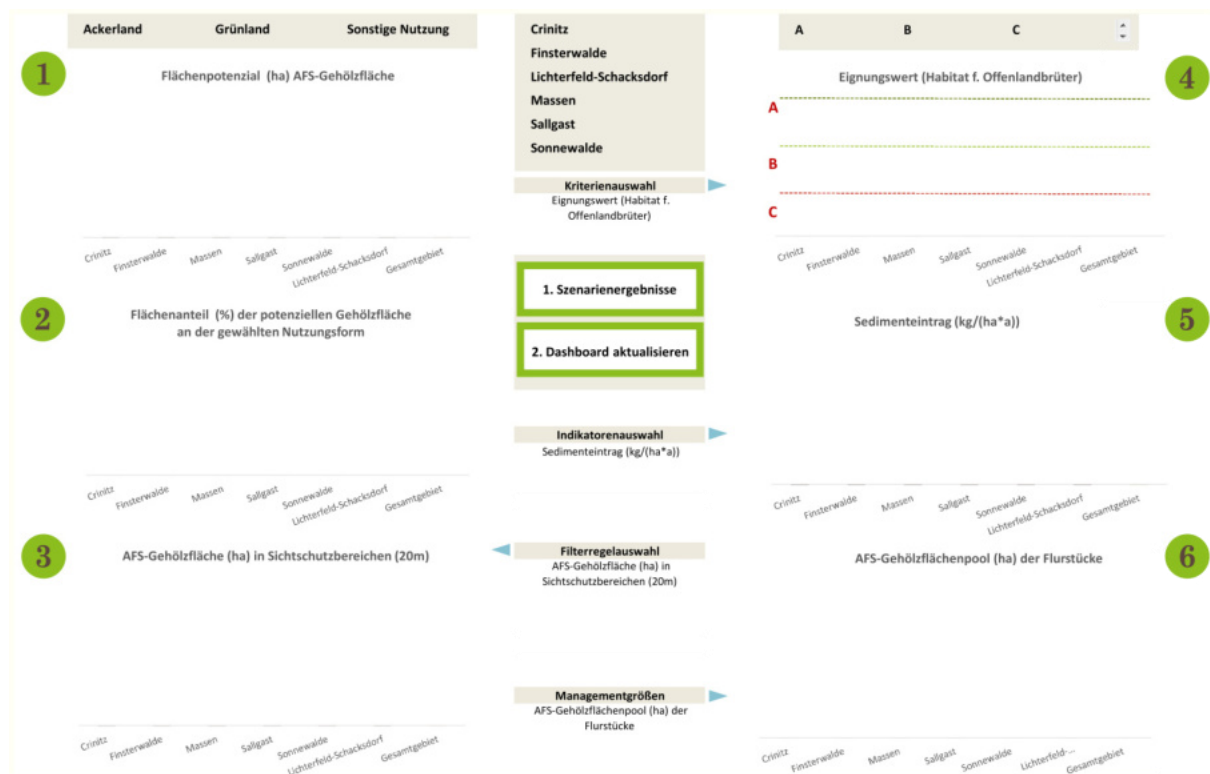 Ackerland Grünland Sonstige Nutzung
1
Flächenpotenzial (ha) AFS-Gehölzfläche
Crinitz Finsterwalde Massen Sallgast Sonnewalde Lichterfeld-Schacksdorf Gesamtgebiet
2
Flächenanteil (%) der potenziellen Gehölzfläche
an der gewählten Nutzungsform
Crinitz Finsterwalde Massen Sallgast Sonnewalde Lichterfeld-Schacksdorf Gesamtgebiet
3
AFS-Gehölzfläche (ha) in Sichtschutzbereichen (20m)
Crinitz Finsterwalde Massen Sallgast Sonnewalde Lichterfeld-Schacksdorf Gesamtgebiet
Crinitz
Finsterwalde
Lichterfeld-Schacksdorf
Massen
Sallgast
Sonnewalde
Kriterienauswahl
Eignungswert (Habitat f.
Offenlandbrüter)
1. Szenarienergebnisse
2. Dashboard aktualisieren
Indikatorenauswahl
Sedimenteintrag (kg/(ha*a))
Filterregelauswahl
AFS-Gehölzfläche (ha) in
Sichtschutzbereichen (20m)
Managementgrößen
AFS-Gehölzflächenpool (ha) der
Flurstücke
A B C
4
Eignungswert (Habitat f. Offenlandbrüter)
A
B
C
Crinitz Finsterwalde Massen Sallgast Sonnewalde Lichterfeld-Schacksdorf Gesamtgebiet
5
Sedimenteintrag (kg/(ha*a))
Crinitz Finsterwalde Massen Sallgast Sonnewalde Lichterfeld-Schacksdorf Gesamtgebiet
6
AFS-Gehölzflächenpool (ha) der Flurstücke
Crinitz Finsterwalde Massen Sallgast Sonnewalde Lichterfeld-... Gesamtgebiet